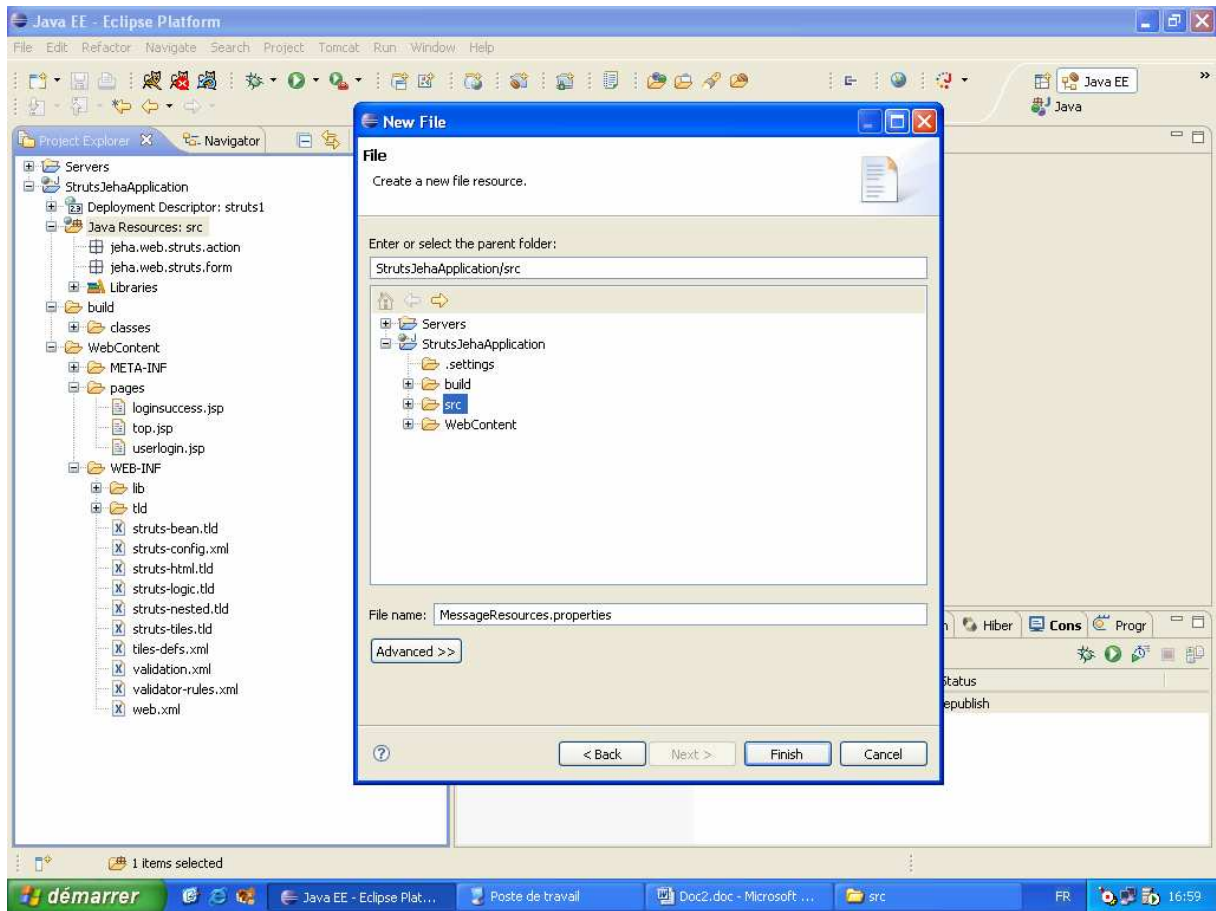 Java EE - Eclipse Platform
File Edit Refactor Navigate Search Project Tomcat Run Window Help
Java EE
»
Java
Project Explorer
Navigator
Servers
StrutsJehaApplication
Deployment Descriptor: struts1
Java Resources: src
jeha.web.struts.action
jeha.web.struts.form
Libraries
build
classes
WebContent
META-INF
pages
loginsuccess.jsp
top.jsp
userlogin.jsp
WEB-INF
lib
tld
struts-bean.tld
struts-config.xml
struts-html.tld
struts-logic.tld
struts-nested.tld
struts-tiles.tld
tiles-defs.xml
validation.xml
validator-rules.xml
web.xml
New File
File
Create a new file resource.
Enter or select the parent folder:
StrutsJehaApplication/src
Servers
StrutsJehaApplication
.settings
build
src
WebContent
File name: MessageResources.properties
Advanced >>
< Back Next > Finish Cancel
Hiber Cons Progr
Status
epublish
1 items selected
démarrer
Java EE - Eclipse Plat...
Poste de travail
Doc2.doc - Microsoft ...
src
FR
16:59